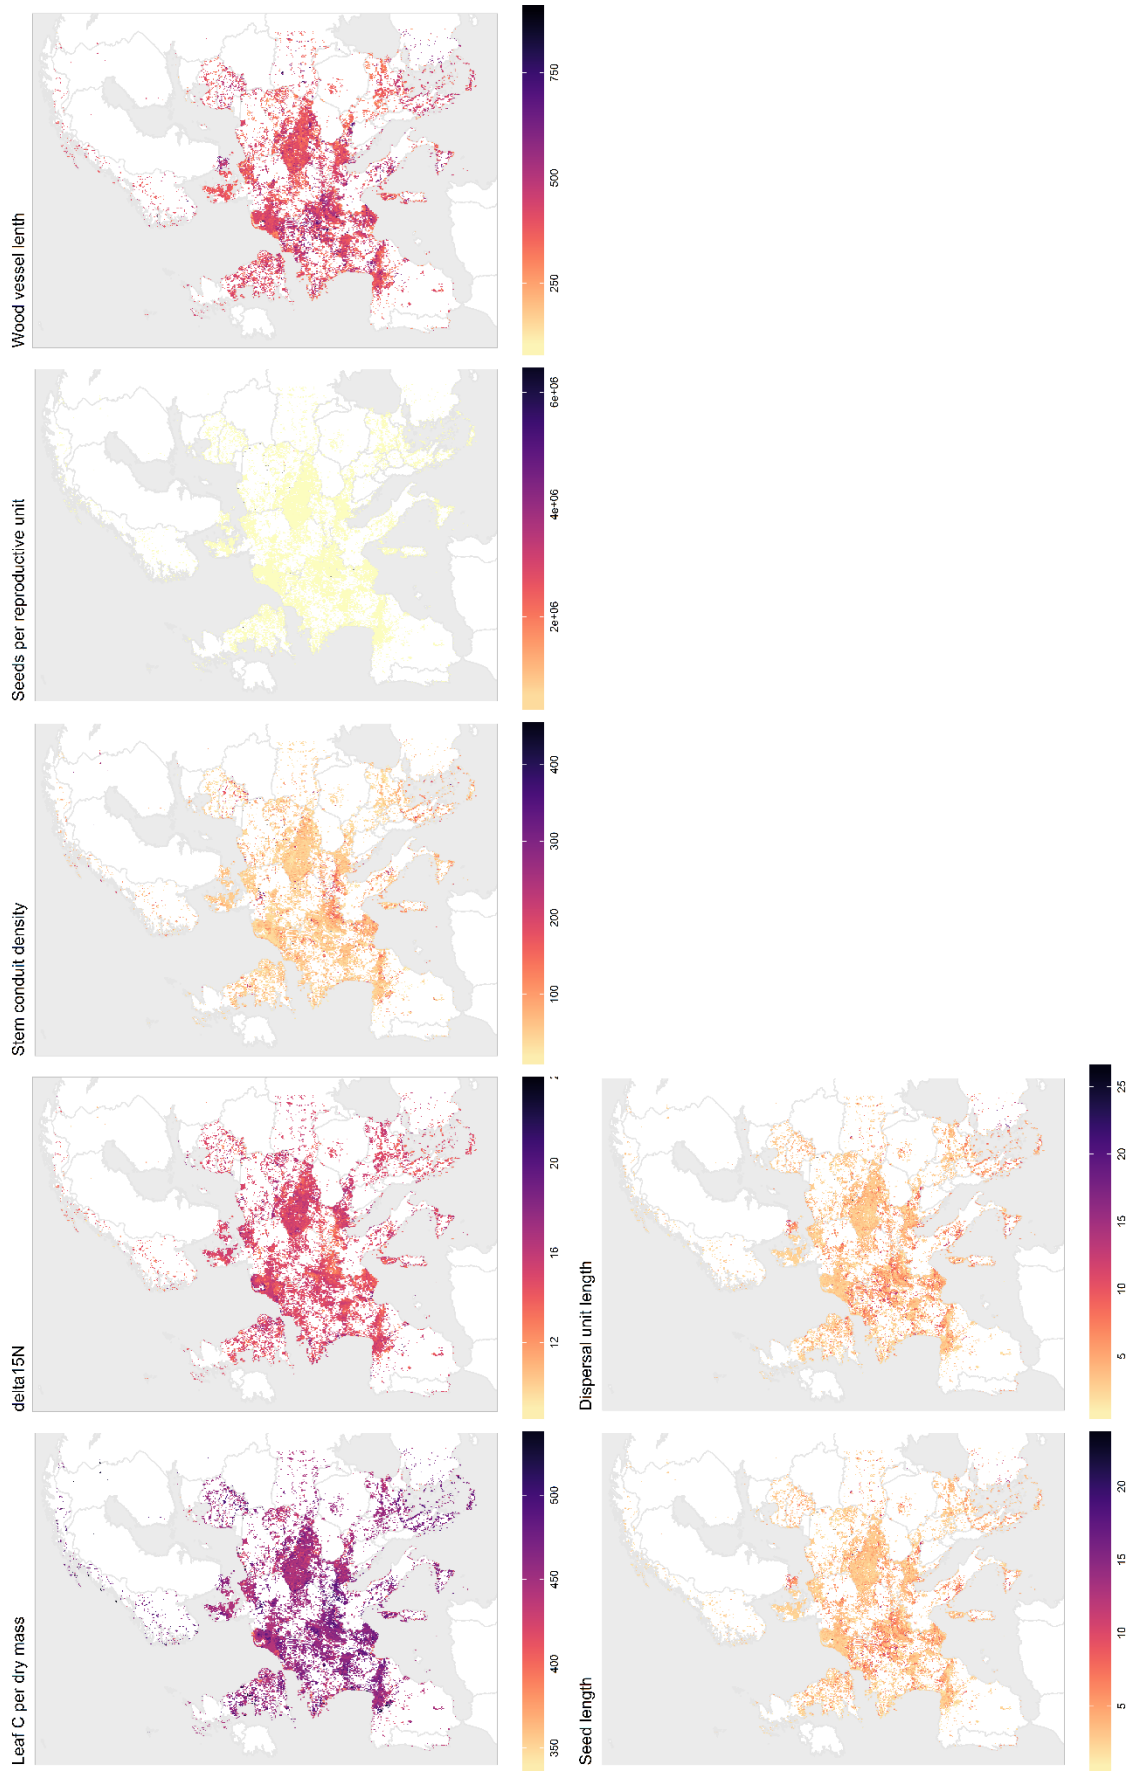 Leaf C per dry mass
350 400 450 500
delta15N
12 16 20
Stem conduit density
100 200 300 400
Seeds per reproductive unit
2e+06 4e+06 6e+06
Wood vessel lenth
250 500 750
Seed length
5 10 15 20
Dispersal unit length
5 10 15 20 25